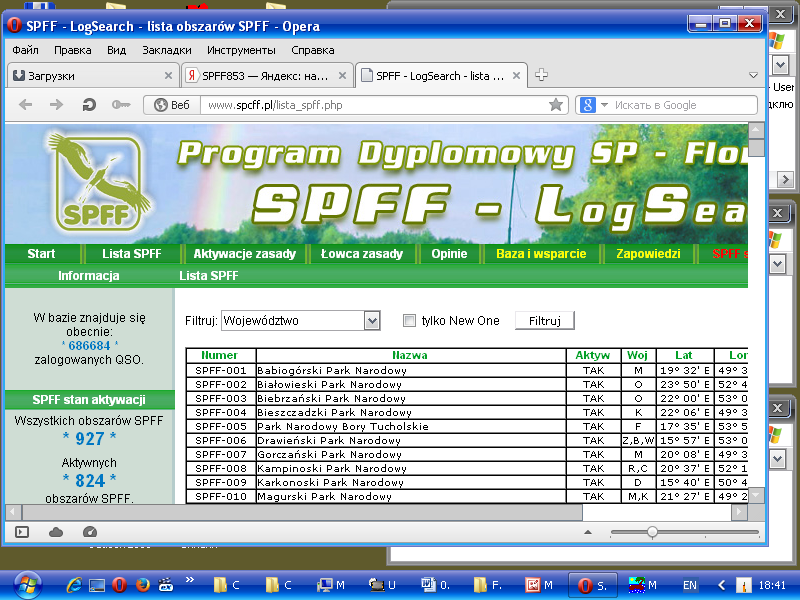 SPFF - LogSearch - lista obszarów SPFF - Opera
Файл Правка Вид Закладки Инструменты Справка
Загрузки
SPFF853 — Яндекс: на...
SPFF - LogSearch - lista ...
Веб www.spcff.pl/lista_spff.php
Искать в Google
Program Dyplomowy SP - Flo
SPFF
SPFF - LogSea
Start Lista SPFF Aktywacje zasady Łowca zasady Opinie Baza i wsparcie Zapowiedzi SPFF
Informacja Lista SPFF
W bazie znajduje się
obecnie:
* 686684 *
zalogowanych QSO.
SPFF stan aktywacji
Wszystkich obszarów SPFF
* 927 *
Aktywnych
* 824 *
obszarów SPFF.
Filtruj: Województwo tylko New One Filtruj
Numer Nazwa Aktyw Woj Lat Lon
SPFF-001 Babiogórski Park Narodowy TAK M 19° 32' E 49° 3
SPFF-002 Białowieski Park Narodowy TAK O 23° 50' E 52° 4
SPFF-003 Biebrzański Park Narodowy TAK O 22° 00' E 53° 0
SPFF-004 Bieszczadzki Park Narodowy TAK K 22° 06' E 49° 3
SPFF-005 Park Narodowy Bory Tucholskie TAK F 17° 35' E 53° 5
SPFF-006 Drawieński Park Narodowy TAK Z,B,W 15° 57' E 53° 0
SPFF-007 Gorczański Park Narodowy TAK M 20° 08' E 49° 3
SPFF-008 Kampinoski Park Narodowy TAK R,C 20° 37' E 52° 1
SPFF-009 Karkonoski Park Narodowy TAK D 15° 40' E 50° 4
SPFF-010 Magurski Park Narodowy TAK M,K 21° 27' E 49° 2
User
дклю
C C M U 0. F. M S. M EN 18:41